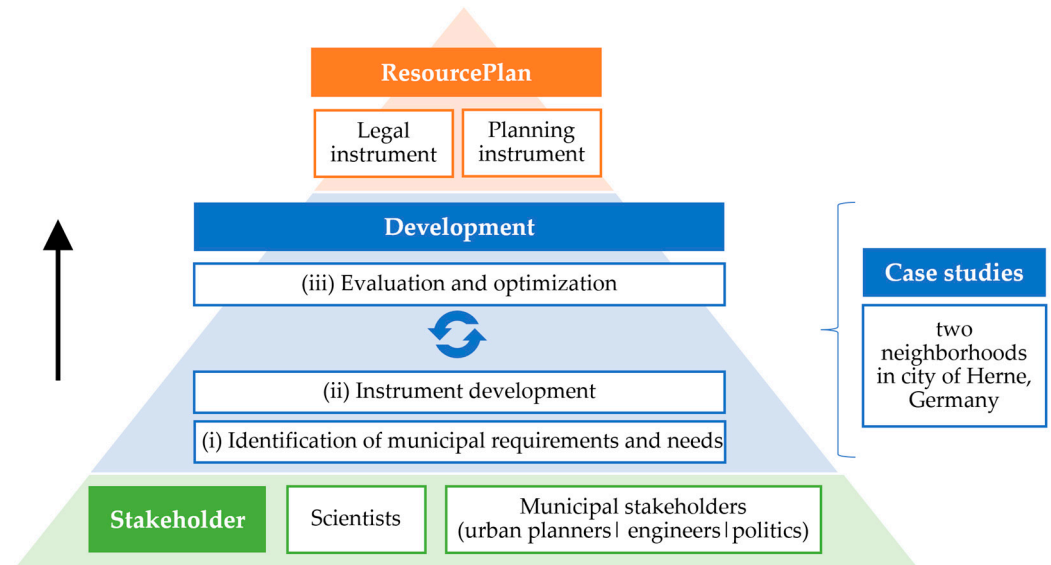 ResourcePlan
Legal
instrument
Planning
instrument
Development
(iii) Evaluation and optimization
(ii) Instrument development
(i) Identification of municipal requirements and needs
Case studies
two
neighborhoods
in city of Herne,
Germany
Stakeholder
Scientists
Municipal stakeholders
(urban planners| engineers|politics)